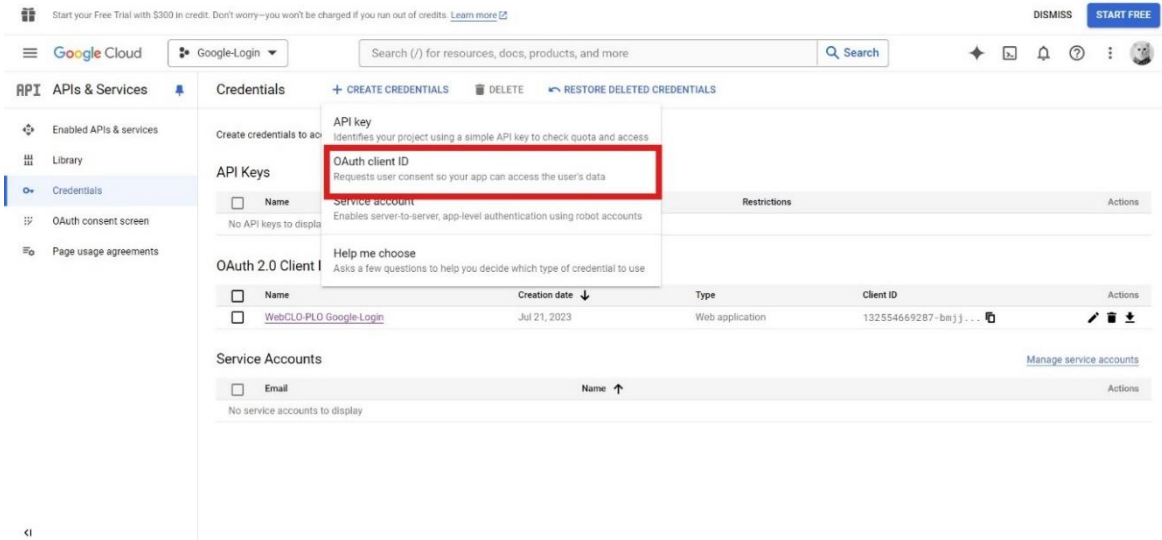 Start your Free Trial with $300 in credit. Don't worry—you won't be charged if you run out of credits. Learn more
DISMISS
START FREE
Google Cloud
Google-Login
Search (/) for resources, docs, products, and more
Search
API APIs & Services
Credentials
+ CREATE CREDENTIALS
DELETE
RESTORE DELETED CREDENTIALS
Enabled APIs & services
Library
Credentials
OAuth consent screen
Page usage agreements
Create credentials to
API key
Identifies your project using a simple API key to check quota and access
OAuth client ID
Requests user consent so your app can access the user's data
Service account
Enables server-to-server, app-level authentication using robot accounts
Help me choose
Asks a few questions to help you decide which type of credential to use
API Keys
Name Restrictions Actions
No API keys to displa
OAuth 2.0 Client I
Name Creation date Type Client ID Actions
WebCLO-PLO Google-Login Jul 21, 2023 Web application 132554669287-bmjj...
Service Accounts
Manage service accounts
Email Name Actions
No service accounts to display